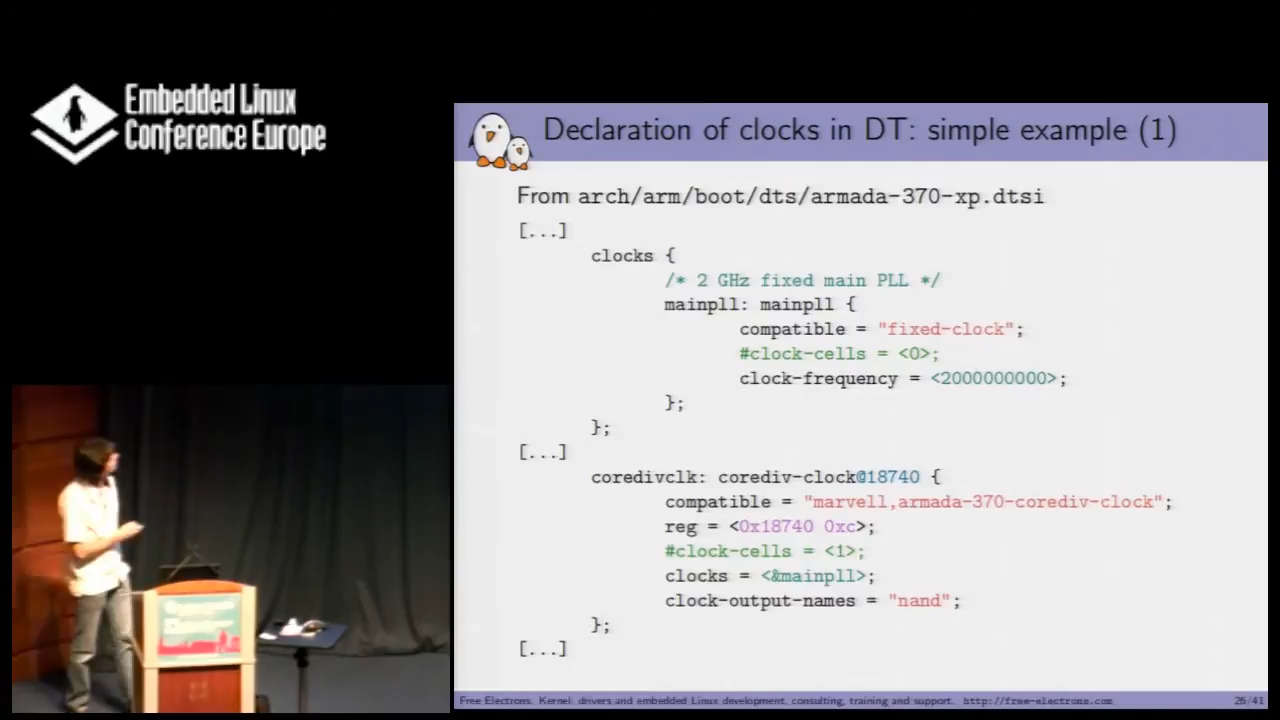 Embedded Linux
Conference Europe
Declaration of clocks in DT: simple example (1)
From arch/arm/boot/dts/armada-370-xp.dtsi
[...]
clocks {
/* 2 GHz fixed main PLL */
mainpll: mainpll {
compatible = "fixed-clock";
#clock-cells = <0>;
clock-frequency = <2000000000>;
};
};
[...]
coredivclk: corediv-clock@18740 {
compatible = "marvell,armada-370-corediv-clock";
reg = <0x18740 0xc>;
#clock-cells = <1>;
clocks = <&mainpll>;
clock-output-names = "nand";
};
[...]
Free Electrons. Kernel, drivers and embedded Linux development, consulting, training and support. http://free-electrons.com 26/41